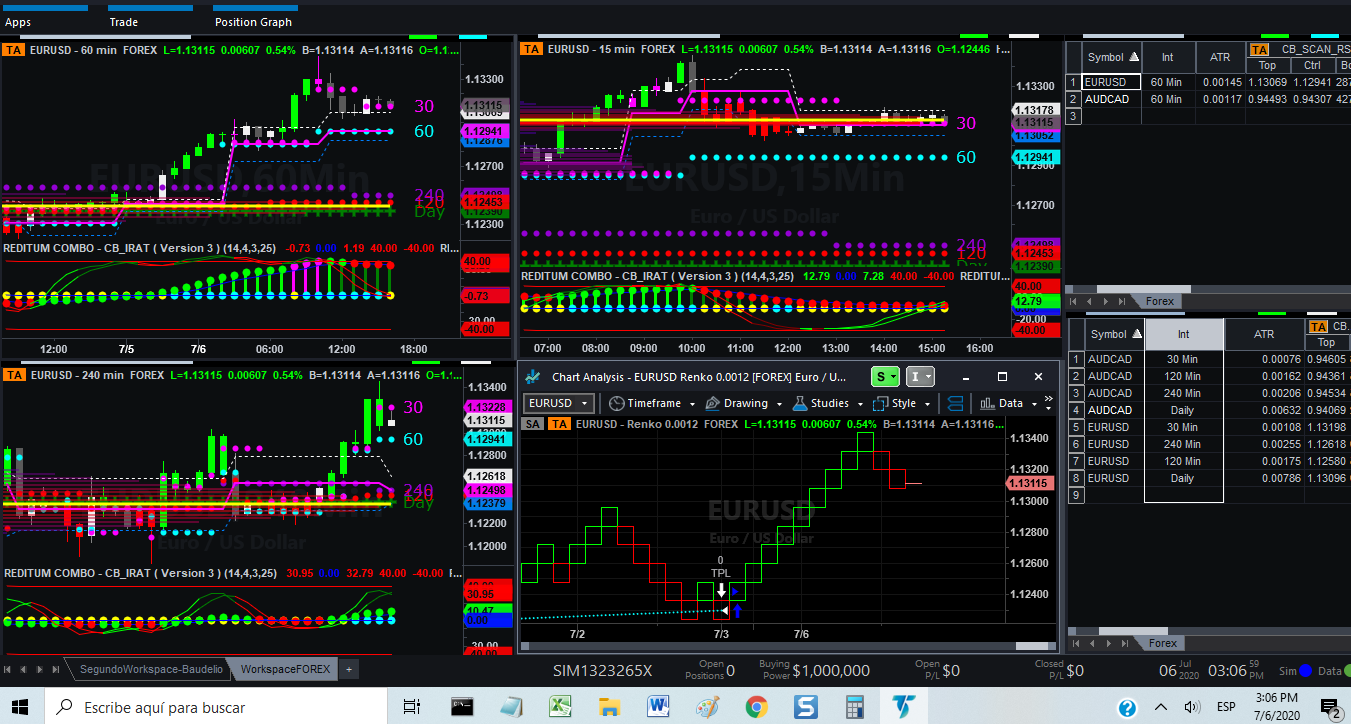 Apps Trade Position Graph
TA EURUSD - 60 min FOREX L=1.13115 0.00607 0.54% B=1.13114 A=1.13116 O=1.1...
1.13300
30
1.13115
1.13069
60
1.12941
1.12876
1.12700
EURUSD,60Min
240
120
1.12453
Day
1.12390
1.12300
Euro / US Dollar
REDITUM COMBO - CB_IRAT ( Version 3 ) (14,4,3,25) -0.73 0.00 1.19 40.00 -40.00 RI...
40.00
-0.73
-40.00
12:00 7/5 7/6 06:00 12:00 18:00
TA EURUSD - 15 min FOREX L=1.13115 0.00607 0.54% B=1.13114 A=1.13116 O=1.12446 H...
1.13300
1.13178
30
1.13115
1.13052
60
1.12941
1.12900
EURUSD,15Min
1.12700
Euro / US Dollar
240
1.12498
120
1.12453
Day
1.12390
REDITUM COMBO - CB_IRAT ( Version 3 ) (14,4,3,25) 12.79 0.00 7.28 40.00 -40.00 REDITU...
40.00
12.79
-20.00
-40.00
07:00 08:00 09:00 10:00 11:00 12:00 13:00 14:00 15:00 16:00
Symbol Int ATR TA CB_SCAN_RS
Top Ctrl Bo
1 EURUSD 60 Min 0.00145 1.13069 1.12941 287
2 AUDCAD 60 Min 0.00117 0.94493 0.94307 427
3
Forex
TA EURUSD - 240 min FOREX L=1.13115 0.00607 0.54% B=1.13114 A=1.13116 O=1...
1.13400
30
1.13228
1.13115
60
1.12941
1.12800
1.12618
240
1.12498
120
Day
1.12379
1.12200
1.12000
Euro / US Dollar
REDITUM COMBO - CB_IRAT ( Version 3 ) (14,4,3,25) 30.95 0.00 32.79 40.00 -40.00
30.95
10.47
0.00
Chart Analysis - EURUSD Renko 0.0012 [FOREX] Euro / U... S I
EURUSD Timeframe Drawing Studies Style Data
SA TA EURUSD - Renko 0.0012 FOREX L=1.13115 0.00607 0.54% B=1.13114 A=1.13116...
1.13400
1.13200
1.13115
1.13000
EURUSD
1.12800
Euro / US Dollar
1.12600
0
TPL
1.12400
7/2 7/3 7/6
Symbol Int ATR TA CB_
Top
1 AUDCAD 30 Min 0.00076 0.94605
2 AUDCAD 120 Min 0.00162 0.94361
3 AUDCAD 240 Min 0.00206 0.94534
4 AUDCAD Daily 0.00632 0.94069
5 EURUSD 30 Min 0.00108 1.13198
6 EURUSD 240 Min 0.00255 1.12618
7 EURUSD 120 Min 0.00175 1.12580
8 EURUSD Daily 0.00786 1.13096
9
Forex
SegundoWorkspace-Baudelio WorkspaceFOREX +
SIM1323265X Open Positions 0 Buying Power $1,000,000 Open P/L $0 Closed P/L $0 06 Jul 2020 03:06 59 PM Sim Data
Escribe aquí para buscar
ESP 3:06 PM
7/6/2020
2